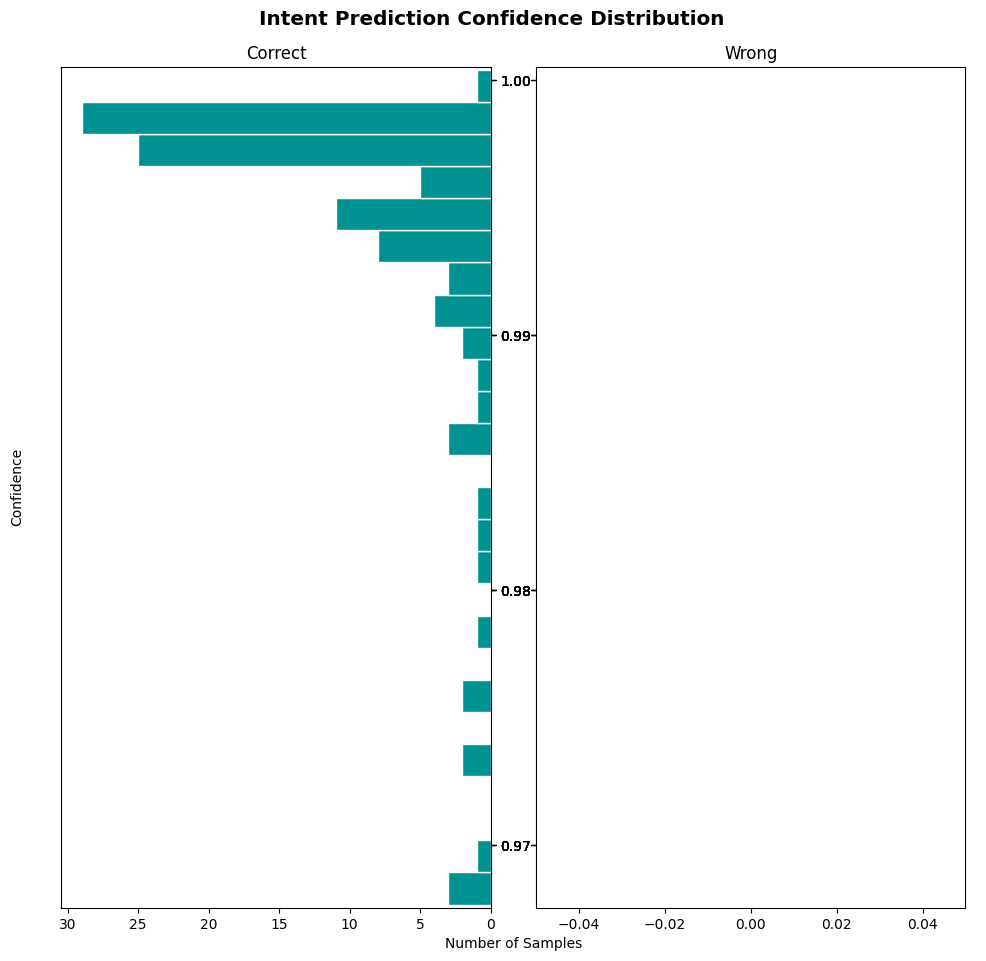 Intent Prediction Confidence Distribution
Correct
Wrong
1.00
0.99
0.98
0.97
Confidence
30 25 20 15 10 5 0
−0.04 −0.02 0.00 0.02 0.04
Number of Samples